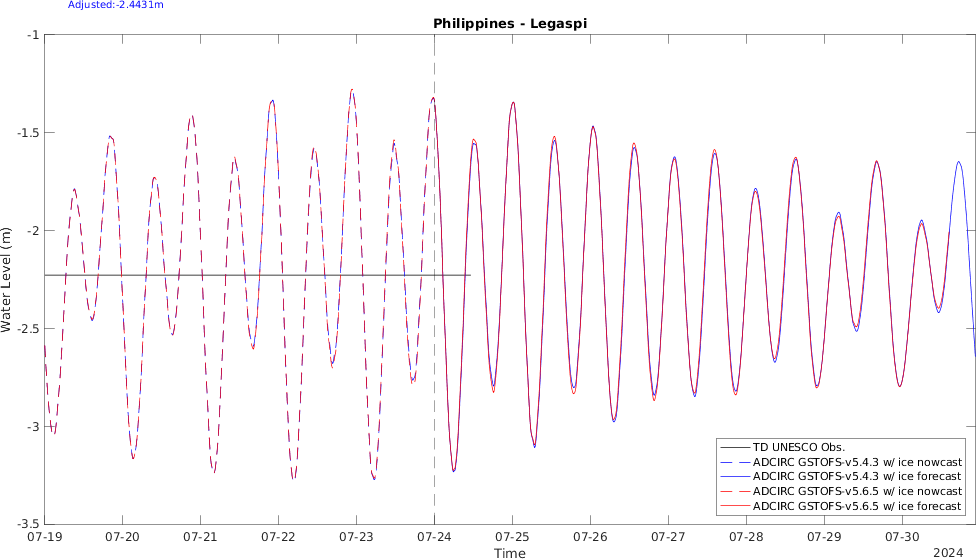 Adjusted:-2.4431m
Philippines - Legaspi
-1
-1.5
-2
-2.5
-3
-3.5
Water Level (m)
07-19 07-20 07-21 07-22 07-23 07-24 07-25 07-26 07-27 07-28 07-29 07-30
Time
2024
TD UNESCO Obs.
ADCIRC GSTOFS-v5.4.3 w/ ice nowcast
ADCIRC GSTOFS-v5.4.3 w/ ice forecast
ADCIRC GSTOFS-v5.6.5 w/ ice nowcast
ADCIRC GSTOFS-v5.6.5 w/ ice forecast